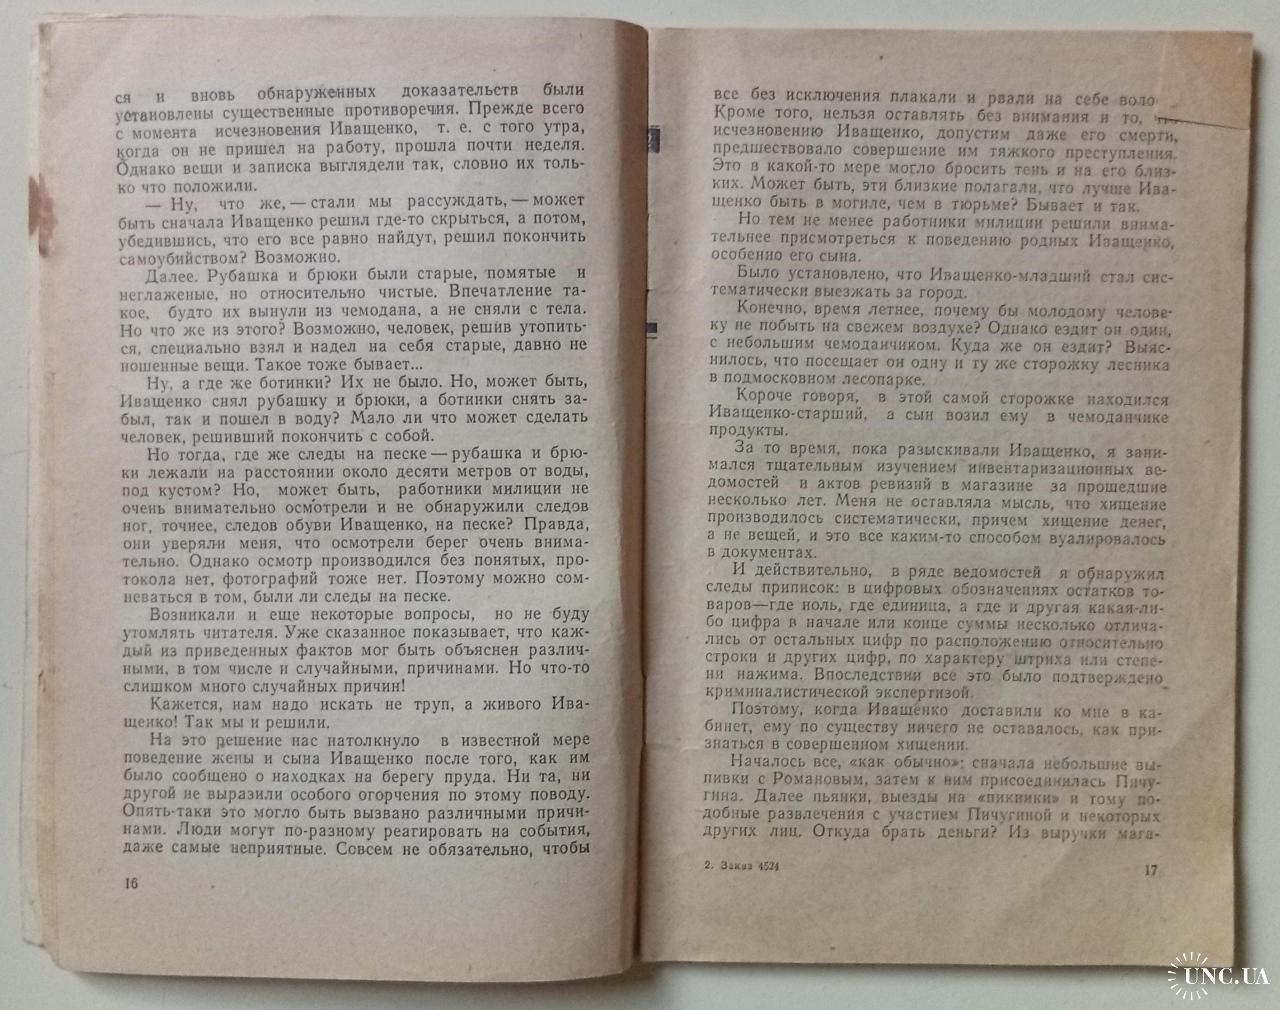 ся и вновь обнаруженных доказательств были
установлены существенные противоречия. Прежде всего
с момента исчезновения Иващенко, т. е. с того утра,
когда он не пришел на работу, прошла почти неделя.
Однако вещи и записка выглядели так, словно их толь-
ко что положили.
— Ну, что же, — стали мы рассуждать, — может
быть сначала Иващенко решил где-то скрыться, а потом,
убедившись, что его все равно найдут, решил покончить
самоубийством? Возможно.
Далее. Рубашка и брюки были старые, помятые и
неглаженые, но относительно чистые. Впечатление та-
кое, будто их вынули из чемодана, а не сняли с тела.
Но что же из этого? Возможно, человек, решив утопить-
ся, специально взял и надел на себя старые, давно не
ношенные вещи. Такое тоже бывает...
Ну, а где же ботинки? Их не было. Но, может быть,
Иващенко снял рубашку и брюки, а ботинки снять за-
был, так и пошел в воду? Мало ли что может сделать
человек, решивший покончить с собой.
Но тогда, где же следы на песке — рубашка и брю-
ки лежали на расстоянии около десяти метров от воды,
под кустом? Но, может быть, работники милиции не
очень внимательно осмотрели и не обнаружили следов
ног, точнее, следов обуви Иващенко, на песке? Правда,
они уверяли меня, что осмотрели берег очень внима-
тельно. Однако осмотр производился без понятых, про-
токола нет, фотографий тоже нет. Поэтому можно сом-
неваться в том, были ли следы на песке.
Возникали и еще некоторые вопросы, но не буду
утомлять читателя. Уже сказанное показывает, что каж-
дый из приведенных фактов мог быть объяснен различ-
ными, в том числе и случайными, причинами. Но что-то
слишком много случайных причин!
Кажется, нам надо искать не труп, а живого Ива-
щенко! Так мы и решили.
На это решение нас натолкнуло в известной мере
поведение жены и сына Иващенко после того, как им
было сообщено о находках на берегу пруда. Ни та, ни
другой не выразили особого огорчения по этому поводу.
Опять-таки это могло быть вызвано различными причи-
нами. Люди могут по-разному реагировать на события,
даже самые неприятные. Совсем не обязательно, чтобы
16
все без исключения плакали и рвали на себе воло
Кроме того, нельзя оставлять без внимания и то,
исчезновению Иващенко, допустим даже его смерти,
предшествовало совершение им тяжкого преступления.
Это в какой-то мере могло бросить тень и на его близ-
ких. Может быть, эти близкие полагали, что лучше Ива-
щенко быть в могиле, чем в тюрьме? Бывает и так.
Но тем не менее работники милиции решили внима-
тельнее присмотреться к поведению родных Иващенко,
особенно его сына.
Было установлено, что Иващенко-младший стал сис-
тематически выезжать за город.
Конечно, время летнее, почему бы молодому челове-
ку не побыть на свежем воздухе? Однако ездит он один,
с небольшим чемоданчиком. Куда же он ездит? Выяс-
нилось, что посещает он одну и ту же сторожку лесника
в подмосковном лесопарке.
Короче говоря, в этой самой сторожке находился
Иващенко-старший, а сын возил ему в чемоданчике
продукты.
За то время, пока разыскивали Иващенко, я зани-
мался тщательным изучением инвентаризационных ве-
домостей и актов ревизий в магазине за прошедшие
несколько лет. Меня не оставляла мысль, что хищение
производилось систематически, причем хищение денег,
а не вещей, и это все каким-то способом вуалировалось
в документах.
И действительно, в ряде ведомостей я обнаружил
следы приписок: в цифровых обозначениях остатков то-
варов—где ноль, где единица, а где и другая какая-ли-
бо цифра в начале или конце суммы несколько отлича-
лись от остальных цифр по расположению относительно
строки и других цифр, по характеру штриха или степе-
ни нажима. Впоследствии все это было подтверждено
криминалистической экспертизой.
Поэтому, когда Иващенко доставили ко мне в ка-
бинет, ему по существу ничего не оставалось, как при-
знаться в совершенном хищении.
Началось все, «как обычно»: сначала небольшие вы-
пивки с Романовым, затем к ним присоединилась Пичу-
гина. Далее пьянки, выезды на «пикники» и тому по-
добные развлечения с участием Пичугиной и некоторых
других лиц. Откуда брать деньги? Из выручки мага-
2. Заказ 4524
17
UNC.UA